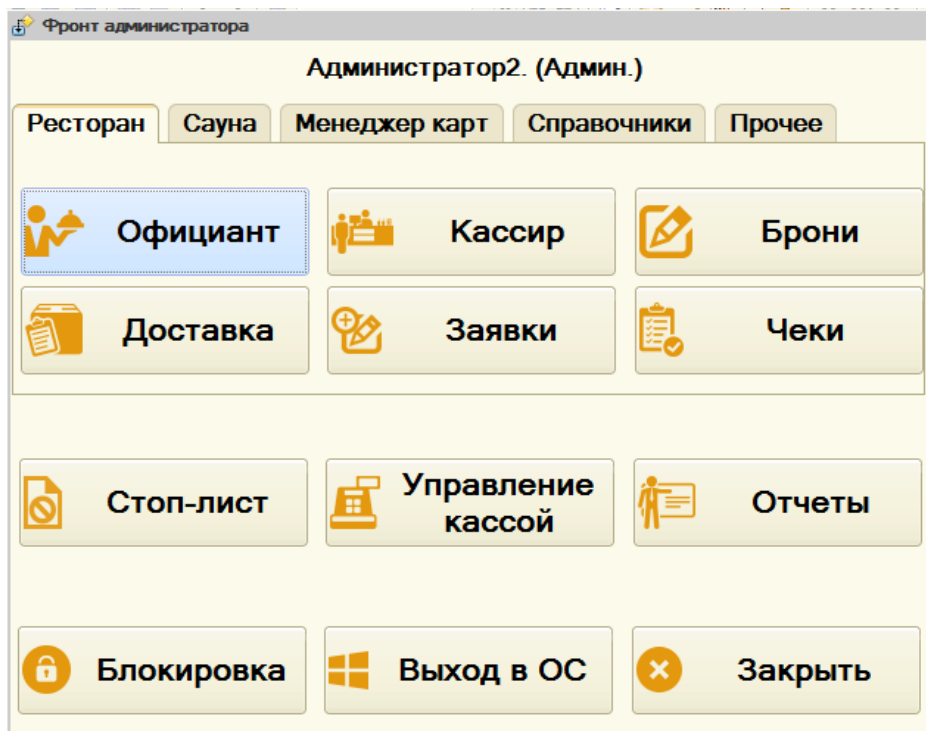 Фронт администратора
Администратор2. (Админ.)
Ресторан Сауна Менеджер карт Справочники Прочее
Официант Кассир Брони
Доставка Заявки Чеки
Стоп-лист Управление кассой Отчеты
Блокировка Выход в ОС Закрыть